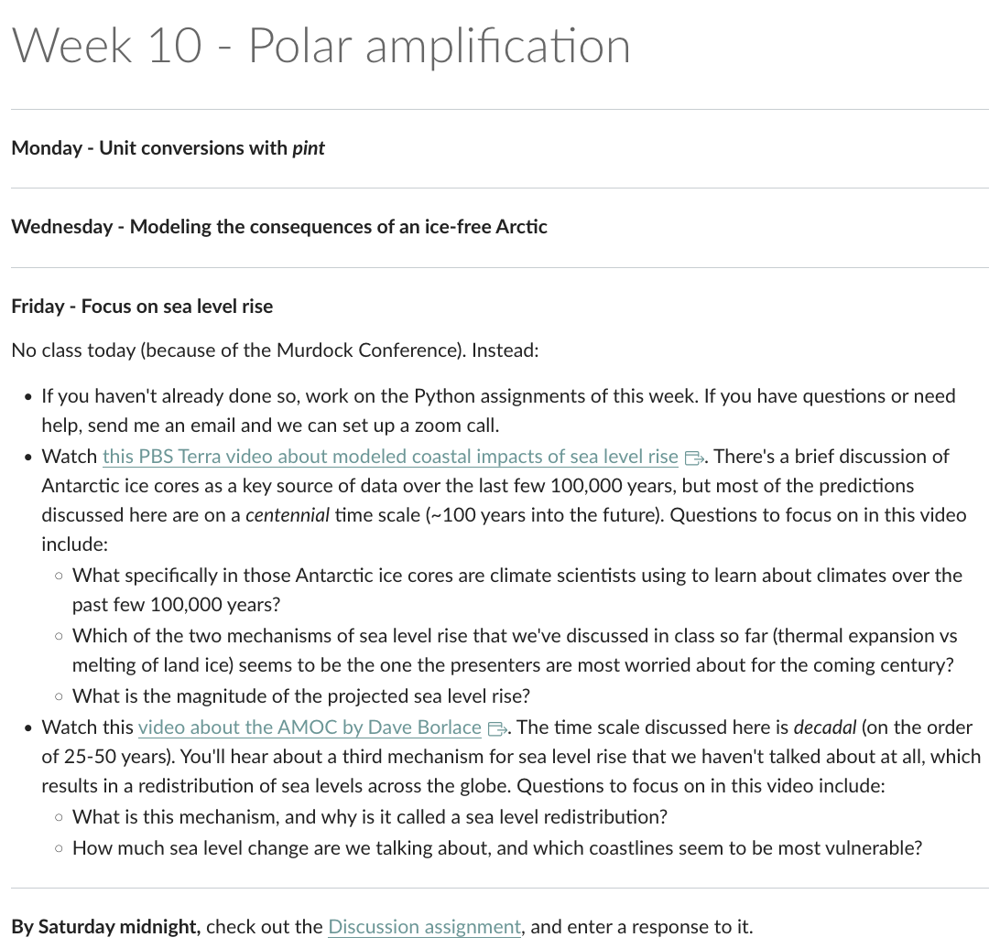 Week 10 - Polar amplification
Monday - Unit conversions with pint
Wednesday - Modeling the consequences of an ice-free Arctic
Friday - Focus on sea level rise
No class today (because of the Murdock Conference). Instead:
• If you haven't already done so, work on the Python assignments of this week. If you have questions or need
help, send me an email and we can set up a zoom call.
• Watch this PBS Terra video about modeled coastal impacts of sea level rise. There's a brief discussion of
Antarctic ice cores as a key source of data over the last few 100,000 years, but most of the predictions
discussed here are on a centennial time scale (~100 years into the future). Questions to focus on in this video
include:
○ What specifically in those Antarctic ice cores are climate scientists using to learn about climates over the
past few 100,000 years?
○ Which of the two mechanisms of sea level rise that we've discussed in class so far (thermal expansion vs
melting of land ice) seems to be the one the presenters are most worried about for the coming century?
○ What is the magnitude of the projected sea level rise?
• Watch this video about the AMOC by Dave Borlace. The time scale discussed here is decadal (on the order
of 25-50 years). You'll hear about a third mechanism for sea level rise that we haven't talked about at all, which
results in a redistribution of sea levels across the globe. Questions to focus on in this video include:
○ What is this mechanism, and why is it called a sea level redistribution?
○ How much sea level change are we talking about, and which coastlines seem to be most vulnerable?
By Saturday midnight, check out the Discussion assignment, and enter a response to it.